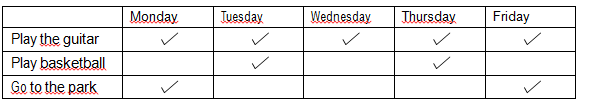 Monday Tuesday Wednesday Thursday Friday
Play the guitar ✓ ✓ ✓ ✓ ✓
Play basketball ✓ ✓
Go to the park ✓ ✓